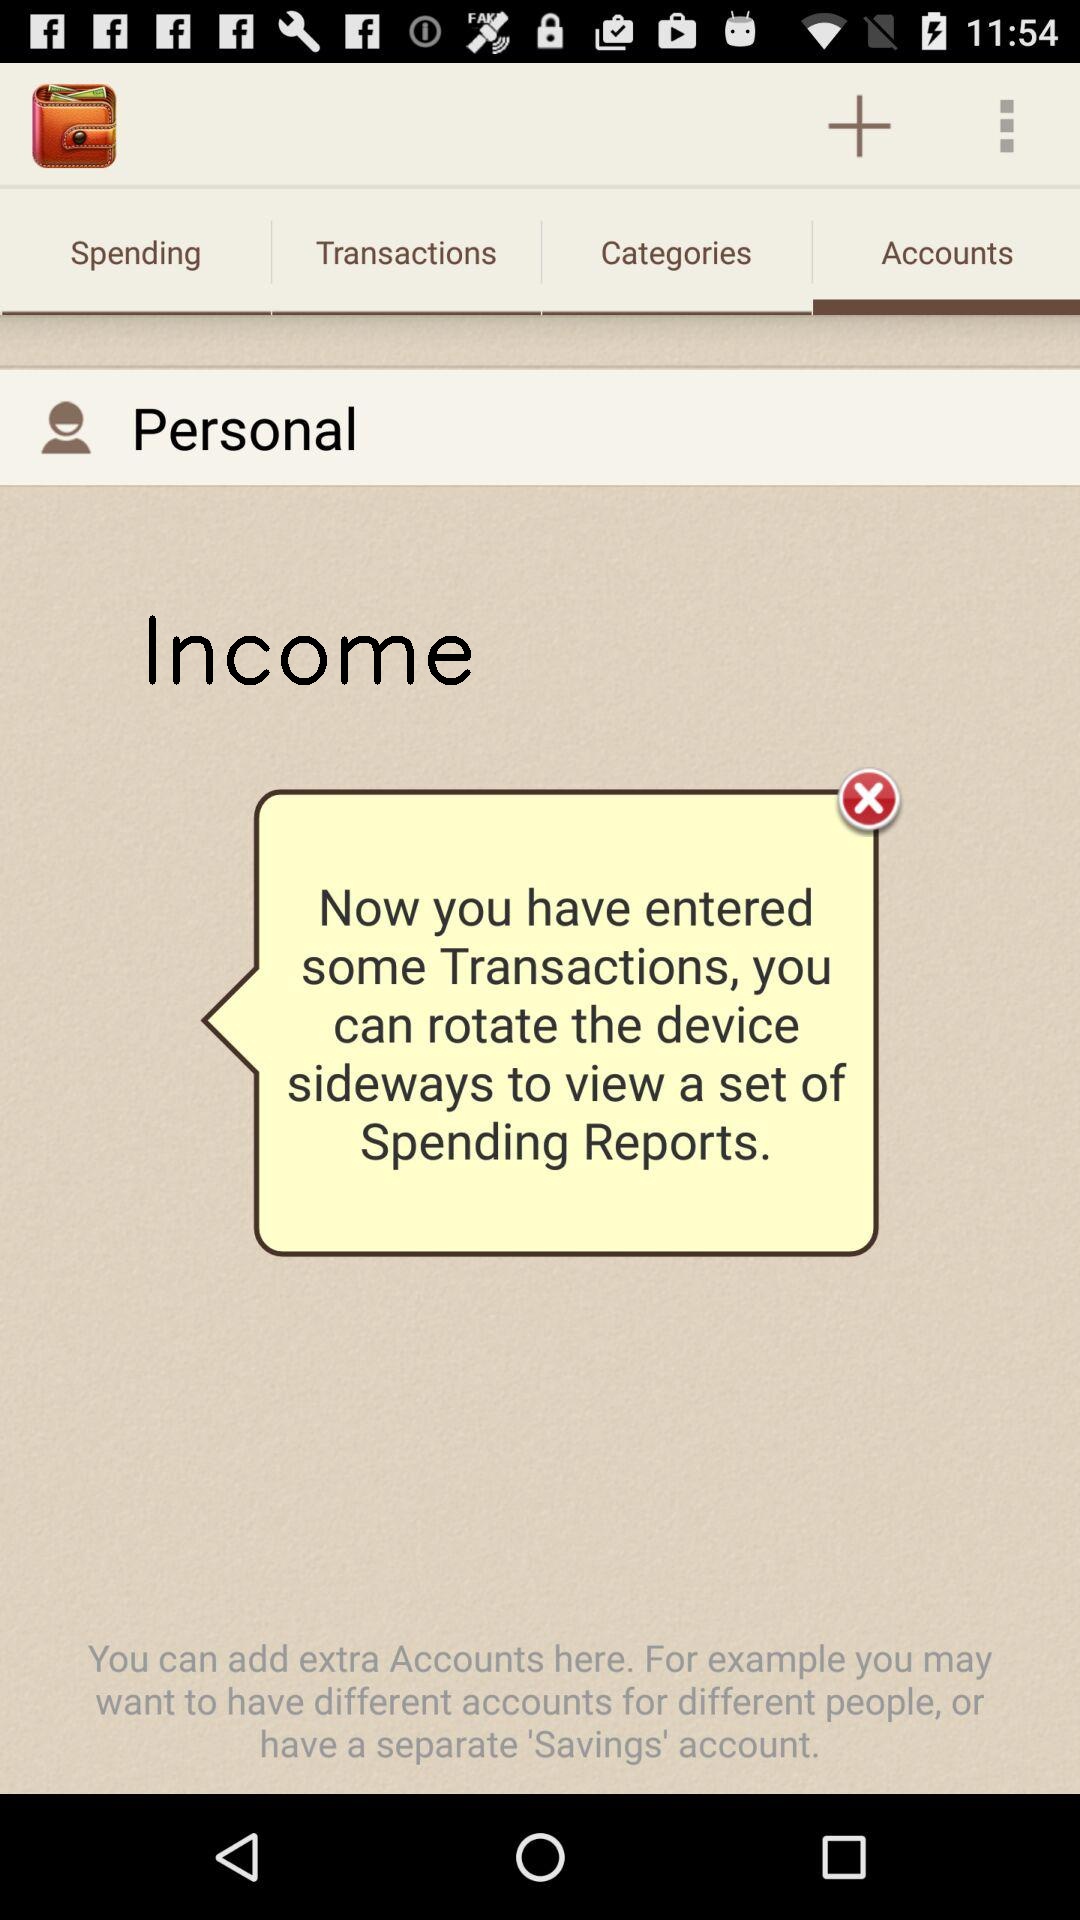 FAKE
11:54
Spending Transactions Categories Accounts
Personal
Income
Now you have entered
some Transactions, you
can rotate the device
sideways to view a set of
Spending Reports.
You can add extra Accounts here. For example you may
want to have different accounts for different people, or
have a separate 'Savings' account.